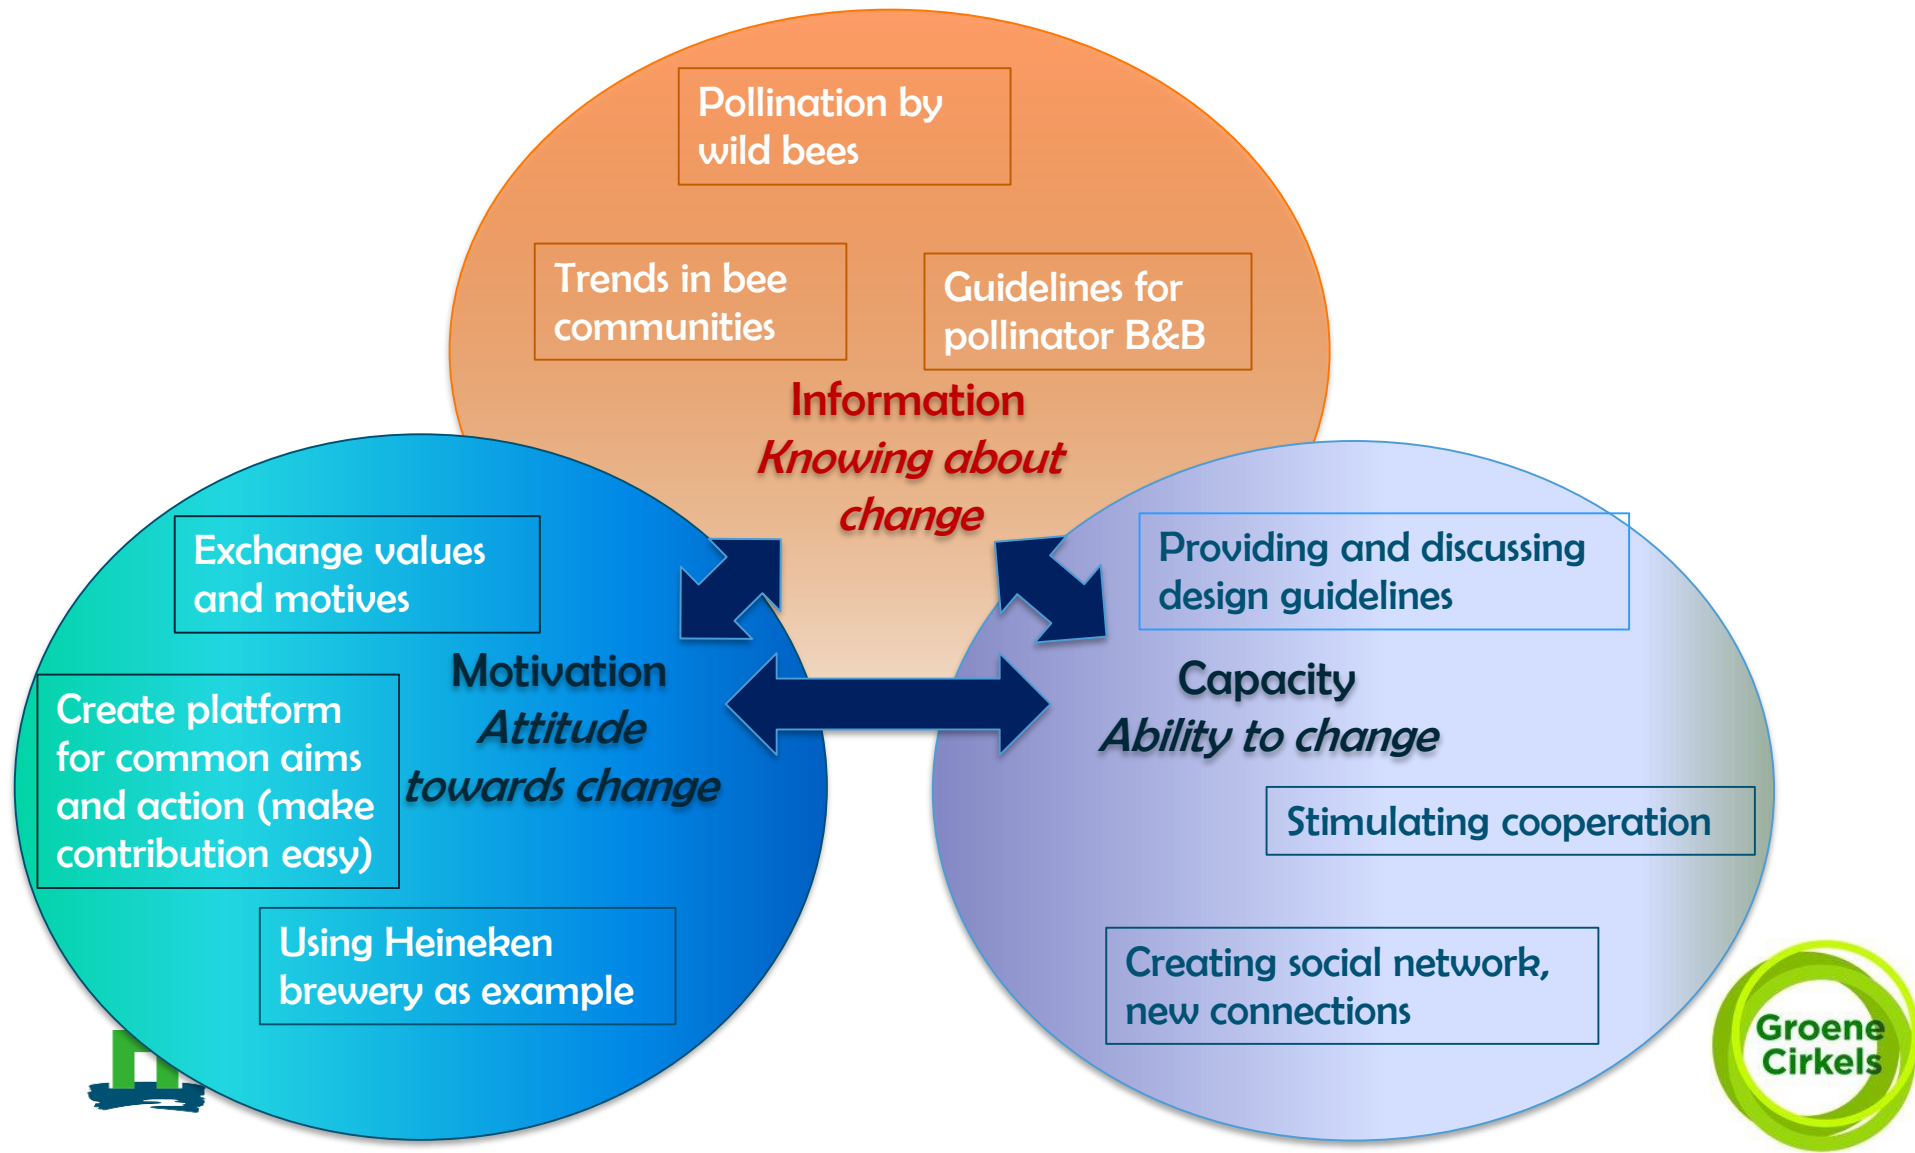 Pollination by
wild bees
Trends in bee
communities
Guidelines for
pollinator B&B
Information
Knowing about
change
Exchange values
and motives
Motivation
Attitude
towards change
Create platform
for common aims
and action (make
contribution easy)
Using Heineken
brewery as example
Providing and discussing
design guidelines
Capacity
Ability to change
Stimulating cooperation
Creating social network,
new connections
Groene
Cirkels